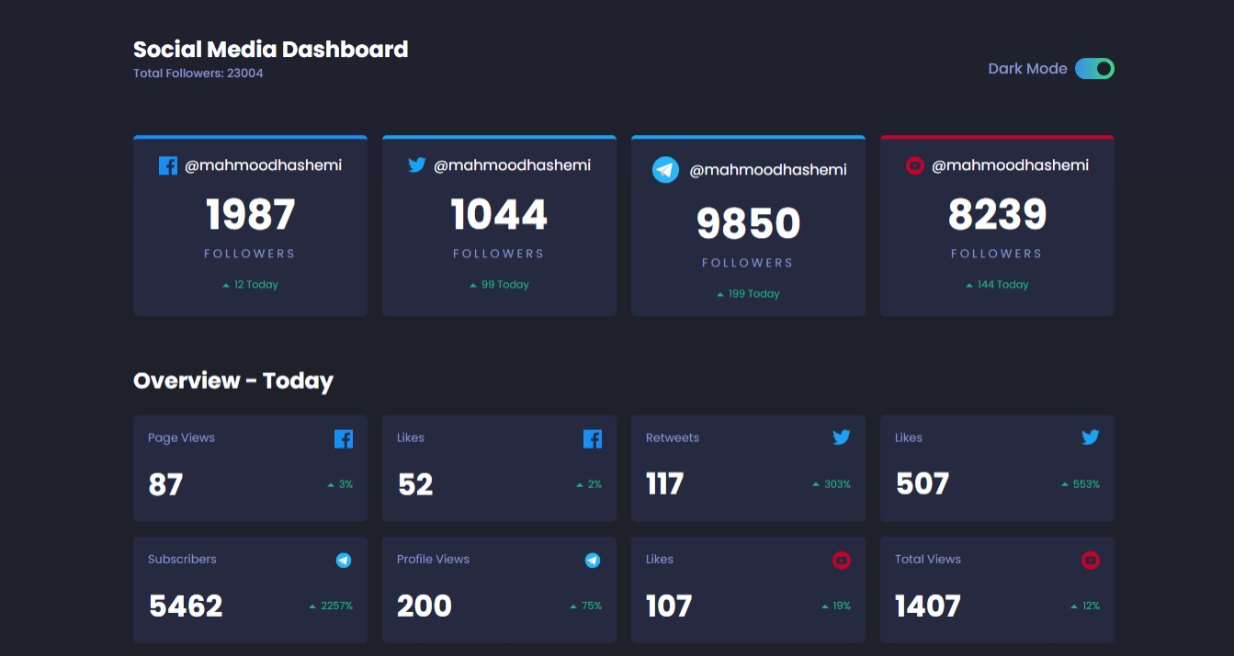 Social Media Dashboard
Total Followers: 23004
Dark Mode
@mahmoodhashemi
1987
FOLLOWERS
12 Today
@mahmoodhashemi
1044
FOLLOWERS
99 Today
@mahmoodhashemi
9850
FOLLOWERS
199 Today
@mahmoodhashemi
8239
FOLLOWERS
144 Today
Overview - Today
Page Views
87
3%
Likes
52
2%
Retweets
117
303%
Likes
507
553%
Subscribers
5462
2257%
Profile Views
200
75%
Likes
107
19%
Total Views
1407
12%